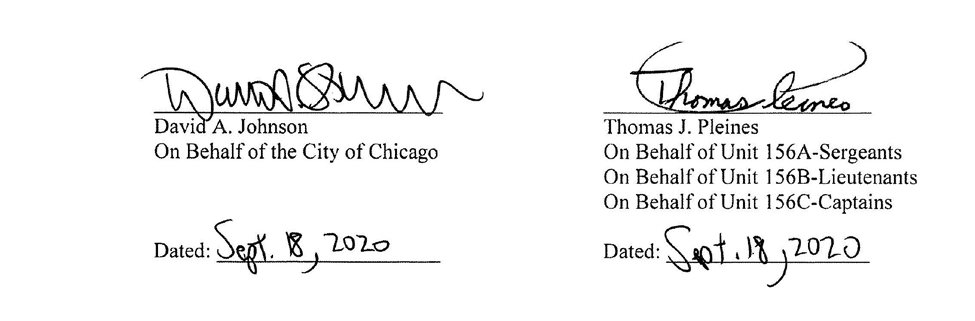 David A. Johnson
On Behalf of the City of Chicago
Dated: Sept. 18, 2020
Thomas Pleines
Thomas J. Pleines
On Behalf of Unit 156A-Sergeants
On Behalf of Unit 156B-Lieutenants
On Behalf of Unit 156C-Captains
Dated: Sept. 18, 2020